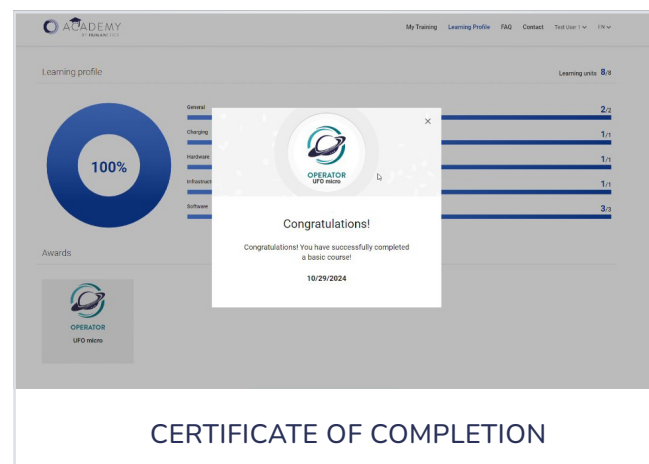 ACADEMY
BY HUMANETICS
My Training Learning Profile FAQ Contact Test User 1 EN
Learning profile
Learning units 8/8
100%
General
2/2
Charging
1/1
Hardware
1/1
Infrastruct
1/1
Software
3/3
OPERATOR
UFO micro
Congratulations!
Congratulations! You have successfully completed
a basic course!
10/29/2024
Awards
OPERATOR
UFO micro
CERTIFICATE OF COMPLETION